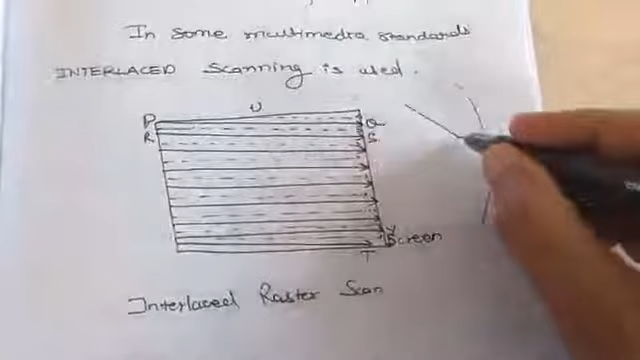 In some multimedia standards
INTERLACED scanning is used.
U
P
Q
R
S
V
Screen
T
Interlaced Raster Scan